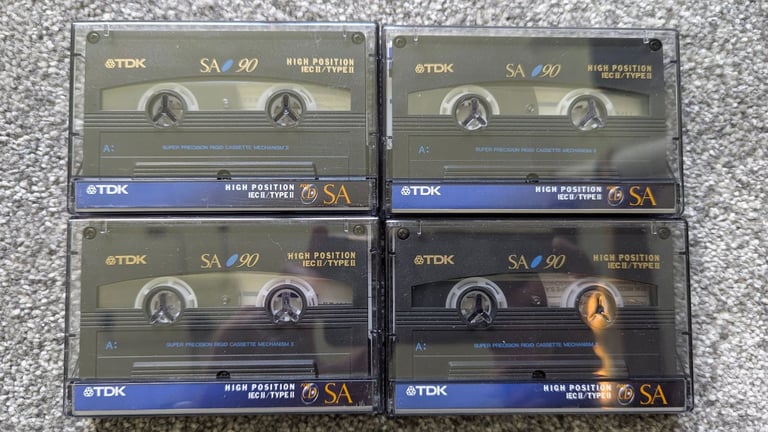 TDK SA 90 HIGH POSITION
IEC II/TYPE II
A: SUPER PRECISION RIGID CASSETTE MECHANISM
TDK HIGH POSITION SA
IEC II/TYPE II
TDK SA 90 HIGH POSITION
IEC II/TYPE II
A: SUPER PRECISION RIGID CASSETTE MECHANISM
TDK HIGH POSITION SA
IEC II/TYPE II
TDK SA 90 HIGH POSITION
IEC II/TYPE II
A: SUPER PRECISION RIGID CASSETTE MECHANISM
TDK HIGH POSITION SA
IEC II/TYPE II
TDK SA 90 HIGH POSITION
IEC II/TYPE II
A: SUPER PRECISION RIGID CASSETTE MECHANISM
TDK HIGH POSITION SA
IEC II/TYPE II